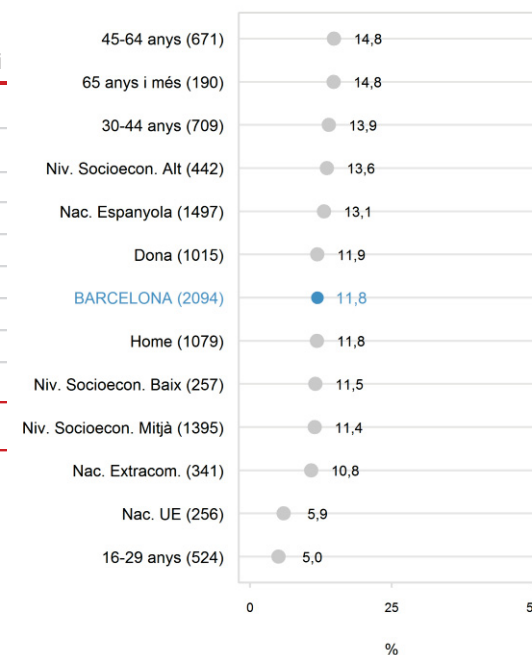 45-64 anys (671) 14,8
65 anys i més (190) 14,8
30-44 anys (709) 13,9
Niv. Socioecon. Alt (442) 13,6
Nac. Espanyola (1497) 13,1
Dona (1015) 11,9
BARCELONA (2094) 11,8
Home (1079) 11,8
Niv. Socioecon. Baix (257) 11,5
Niv. Socioecon. Mitjà (1395) 11,4
Nac. Extracom. (341) 10,8
Nac. UE (256) 5,9
16-29 anys (524) 5,0
0 25
%